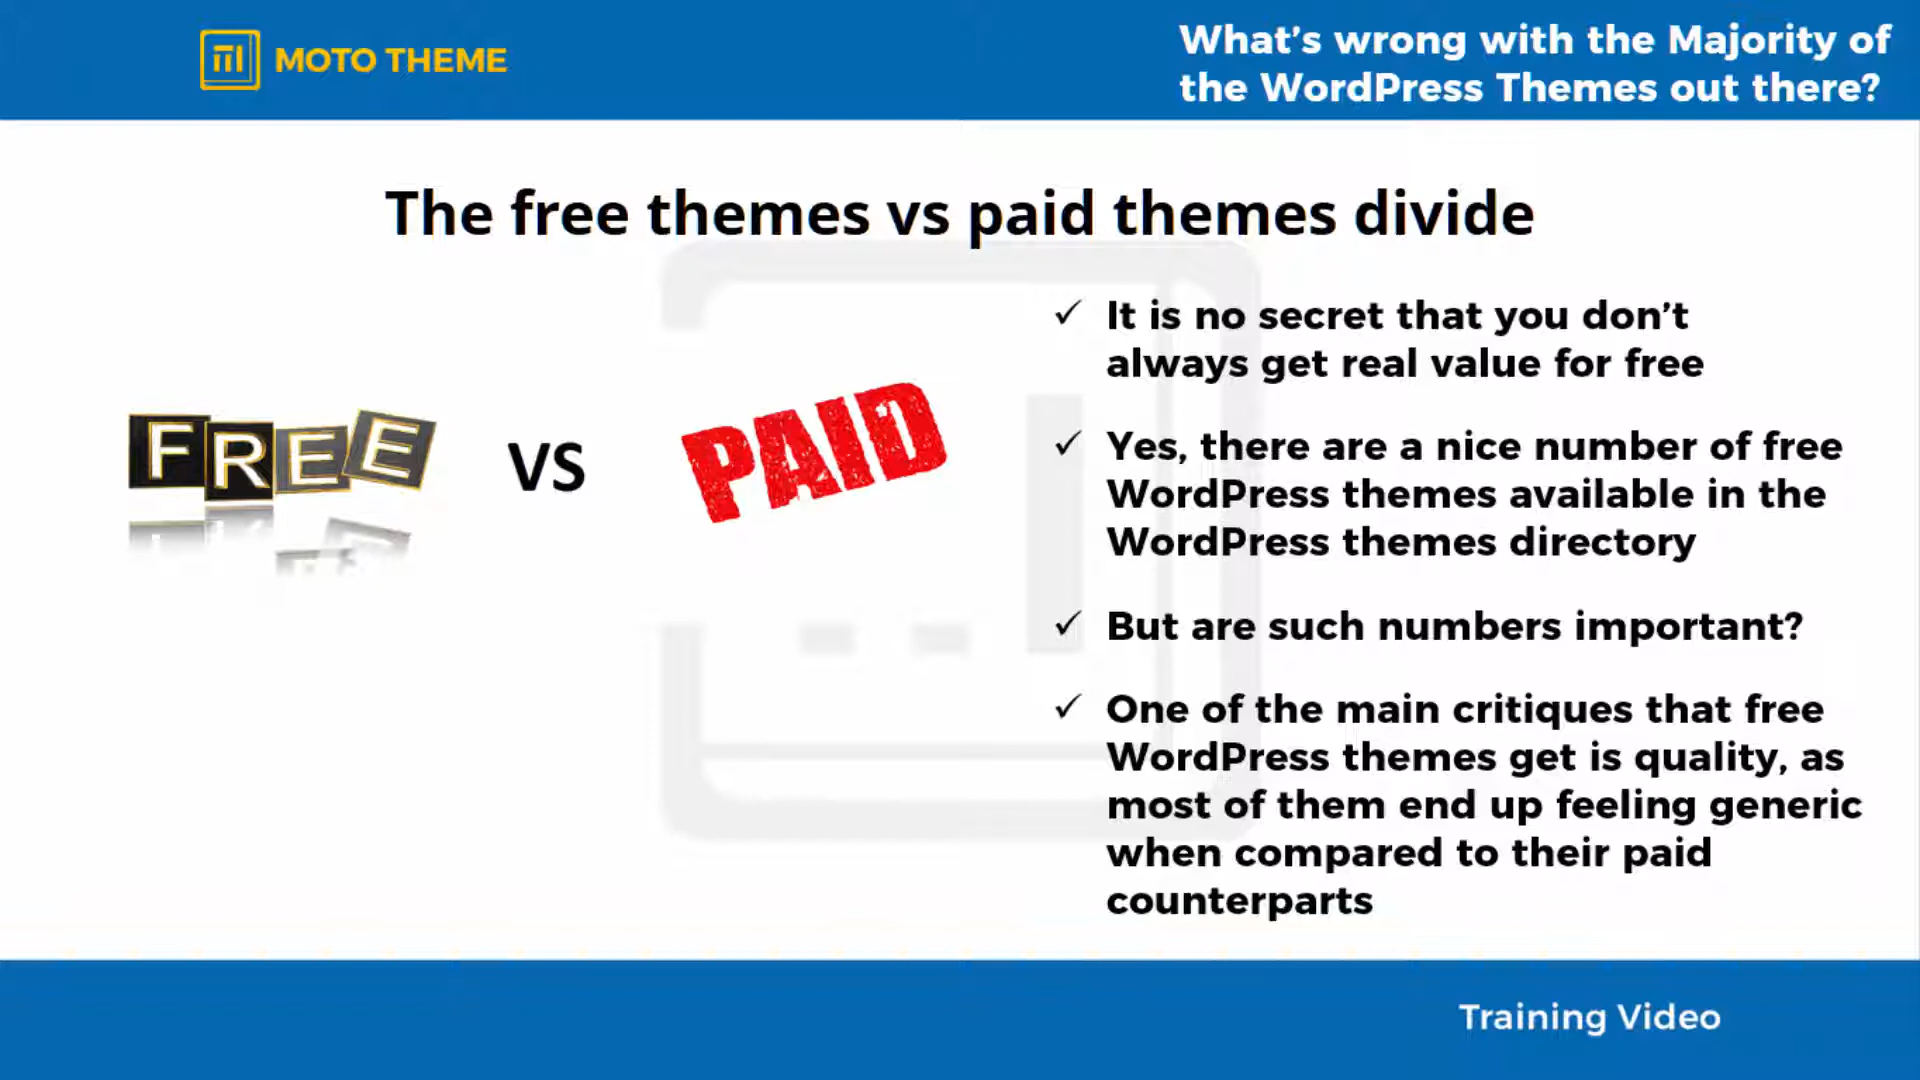 MOTO THEME
What's wrong with the Majority of
the WordPress Themes out there?
The free themes vs paid themes divide
FREE
VS
PAID
✓ It is no secret that you don't
always get real value for free
✓ Yes, there are a nice number of free
WordPress themes available in the
WordPress themes directory
✓ But are such numbers important?
✓ One of the main critiques that free
WordPress themes get is quality, as
most of them end up feeling generic
when compared to their paid
counterparts
Training Video